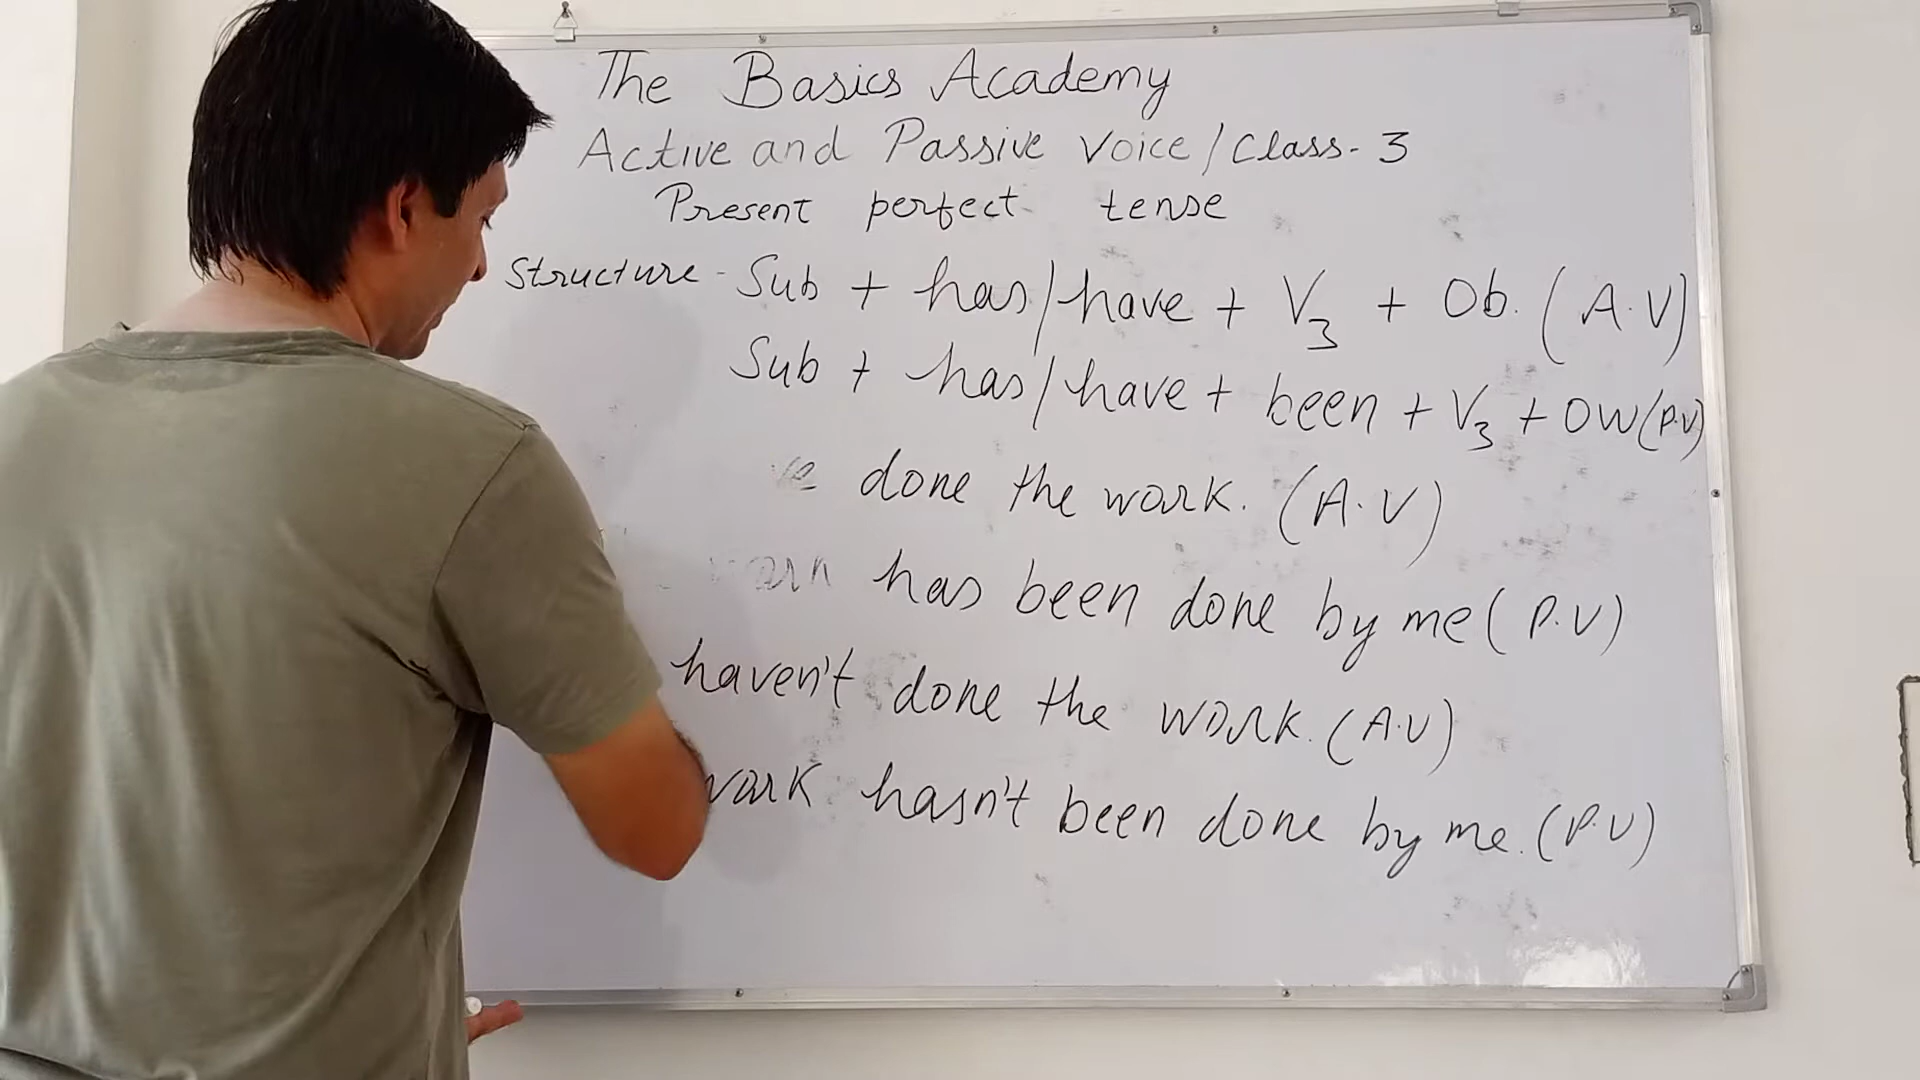 The Basics Academy
Active and Passive Voice / Class - 3
Present perfect tense
Structure - Sub + has / have + V3 + Ob. (A.V)
Sub + has / have + been + V3 + OW (P.V)
done the work. (A.V)
has been done by me (P.V)
haven't done the work. (A.V)
work hasn't been done by me. (P.V)